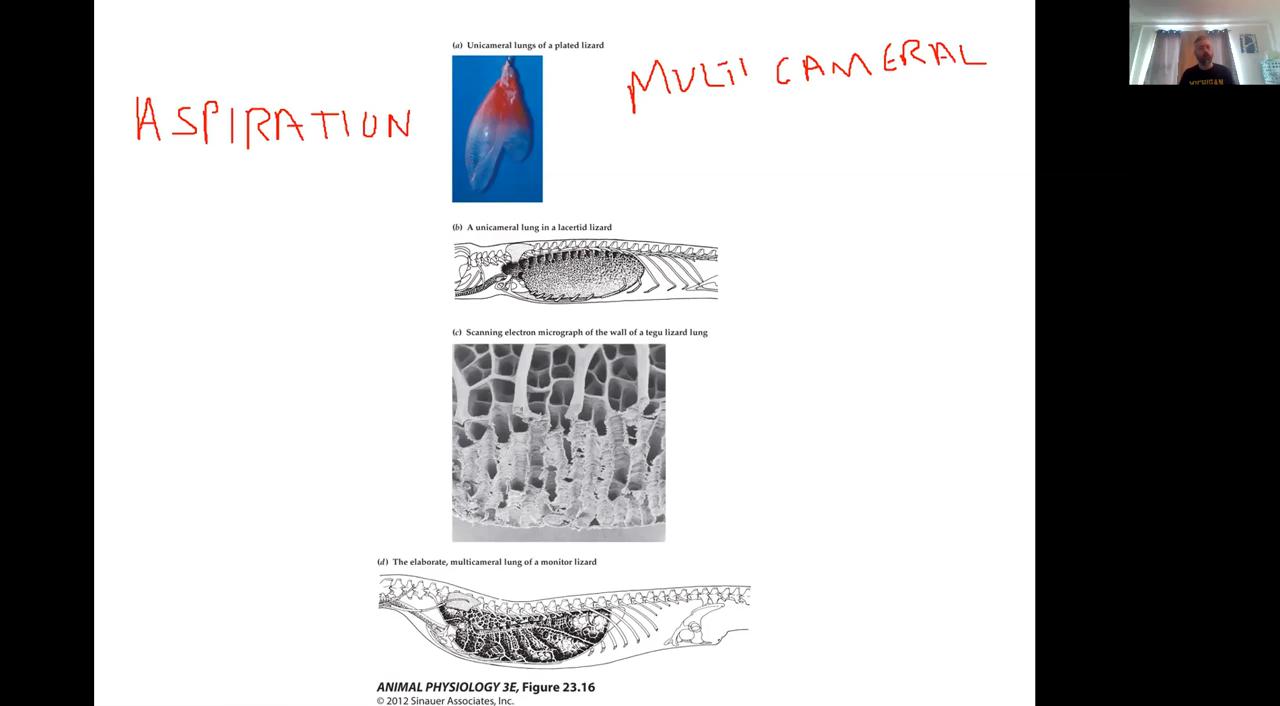 (a) Unicameral lungs of a plated lizard
MULTI CAMERAL
ASPIRATION
MICHIGAN
(b) A unicameral lung in a lacertid lizard
(c) Scanning electron micrograph of the wall of a tegu lizard lung
(d) The elaborate, multicameral lung of a monitor lizard
ANIMAL PHYSIOLOGY 3E, Figure 23.16
© 2012 Sinauer Associates, Inc.